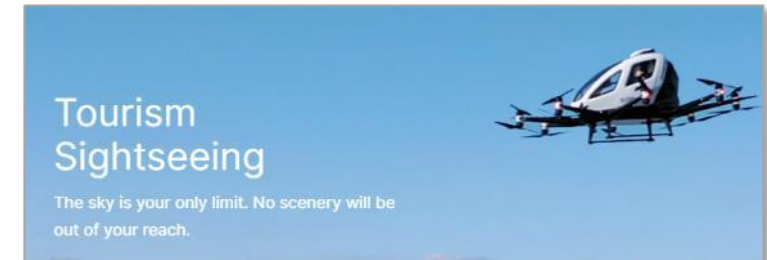 Tourism
Sightseeing
The sky is your only limit. No scenery will be
out of your reach.